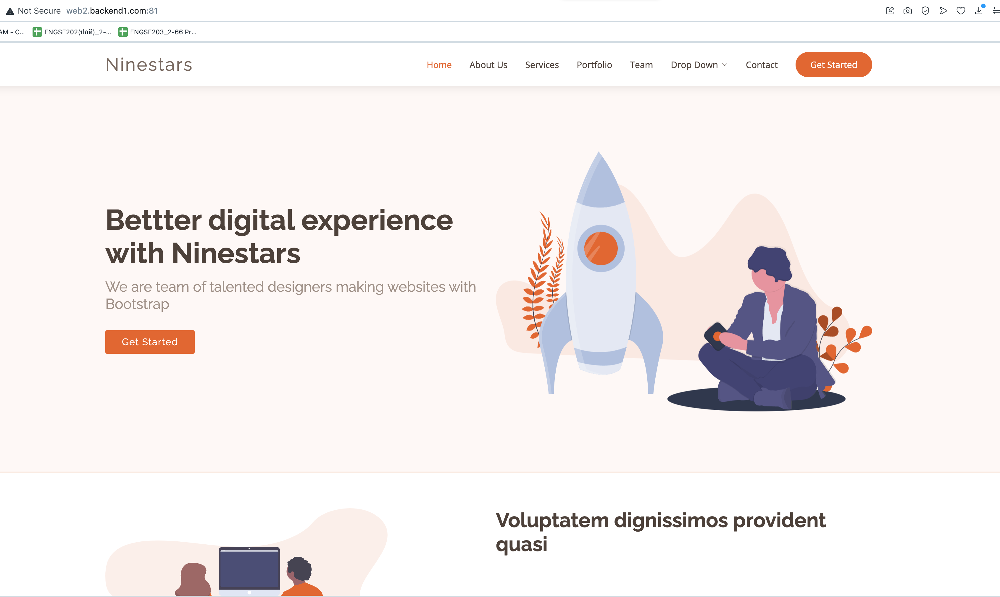 Not Secure web2.backend1.com:81
AM - C... ENGSE202(ปกติ)_2-... ENGSE203_2-66 Pr...
Ninestars Home About Us Services Portfolio Team Drop Down Contact Get Started
Bettter digital experience
with Ninestars
We are team of talented designers making websites with
Bootstrap
Get Started
Voluptatem dignissimos provident
quasi